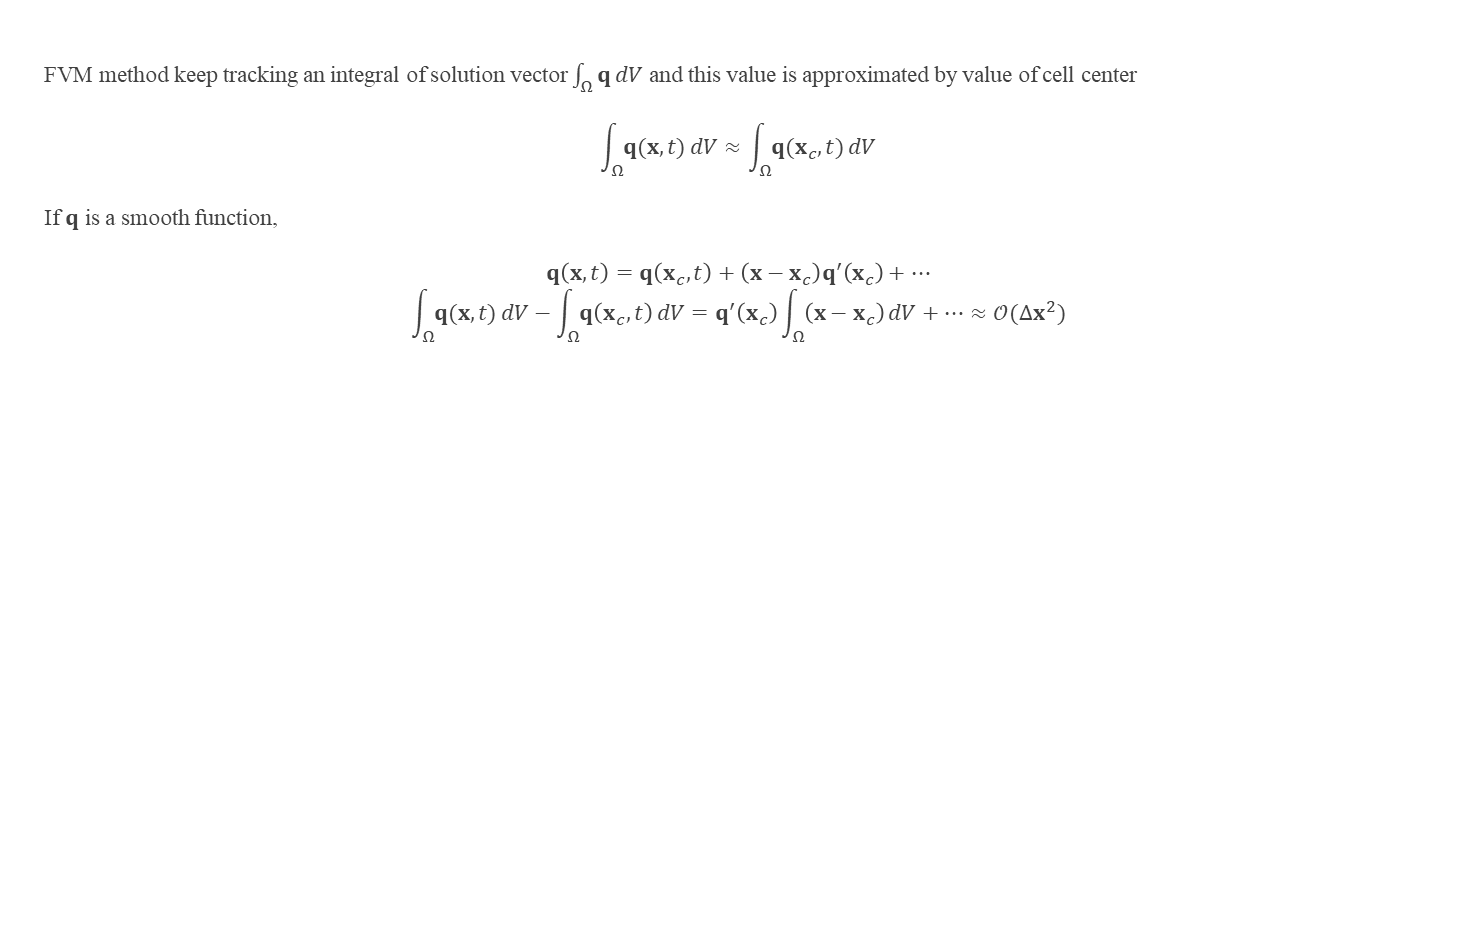 FVM method keep tracking an integral of solution vector ∫_Ω 𝐪 dV and this value is approximated by value of cell center
∫_Ω 𝐪(𝐱, t) dV ≈ ∫_Ω 𝐪(𝐱_c, t) dV
If 𝐪 is a smooth function,
𝐪(𝐱, t) = 𝐪(𝐱_c, t) + (𝐱 − 𝐱_c)𝐪′(𝐱_c) + ⋯
∫_Ω 𝐪(𝐱, t) dV − ∫_Ω 𝐪(𝐱_c, t) dV = 𝐪′(𝐱_c) ∫_Ω (𝐱 − 𝐱_c) dV + ⋯ ≈ 𝒪(Δ𝐱²)